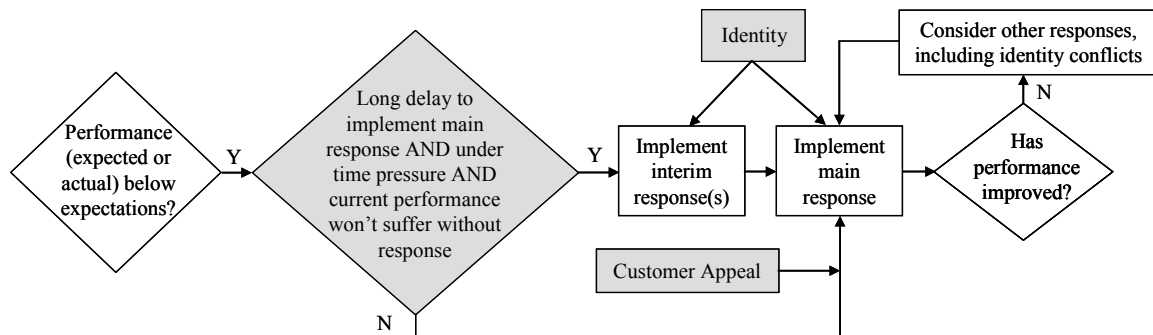 Performance
(expected or
actual) below
expectations?
Y
Long delay to
implement main
response AND under
time pressure AND
current performance
won’t suffer without
response
Y
N
Identity
Implement
interim
response(s)
Implement
main
response
Customer Appeal
Consider other responses,
including identity conflicts
N
Has
performance
improved?